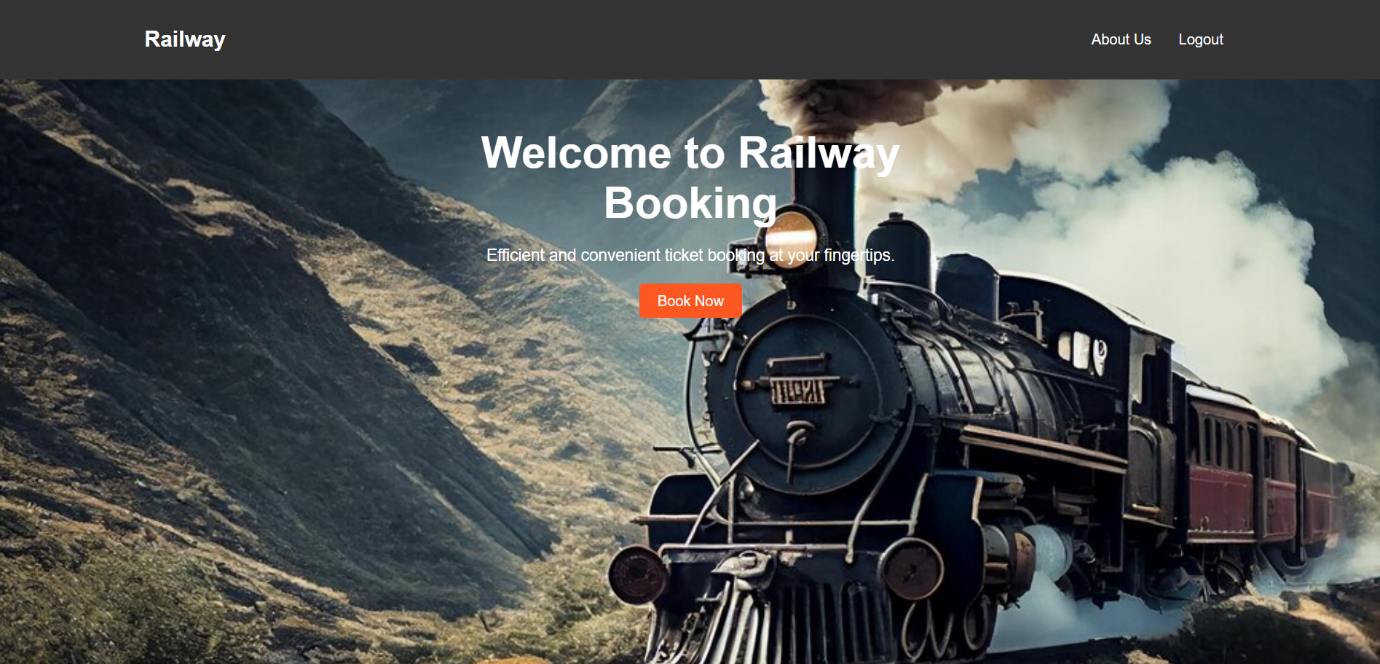 Railway
About Us
Logout
Welcome to Railway
Booking
Efficient and convenient ticket booking at your fingertips.
Book Now